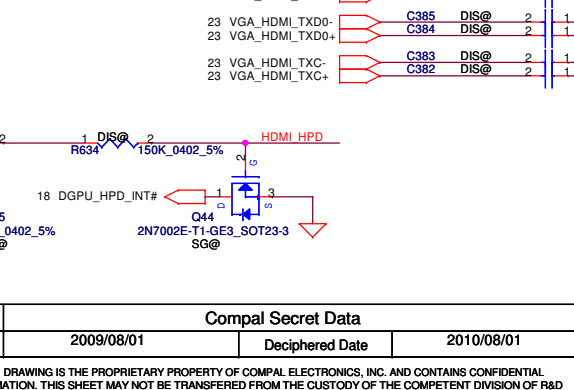 23 VGA_HDMI_TXD0- C385 DIS@ 2 1
23 VGA_HDMI_TXD0+ C384 DIS@ 2 1
23 VGA_HDMI_TXC- C383 DIS@ 2 1
23 VGA_HDMI_TXC+ C382 DIS@ 2 1
2 1 DIS@ 2 HDMI_HPD
R634 150K_0402_5%
2 G
18 DGPU_HPD_INT# 1 3
D S
5 Q44
_0402_5% 2N7002E-T1-GE3_SOT23-3
@ SG@
Compal Secret Data
2009/08/01 Deciphered Date 2010/08/01
DRAWING IS THE PROPRIETARY PROPERTY OF COMPAL ELECTRONICS, INC. AND CONTAINS CONFIDENTIAL
MATION. THIS SHEET MAY NOT BE TRANSFERED FROM THE CUSTODY OF THE COMPETENT DIVISION OF R&D